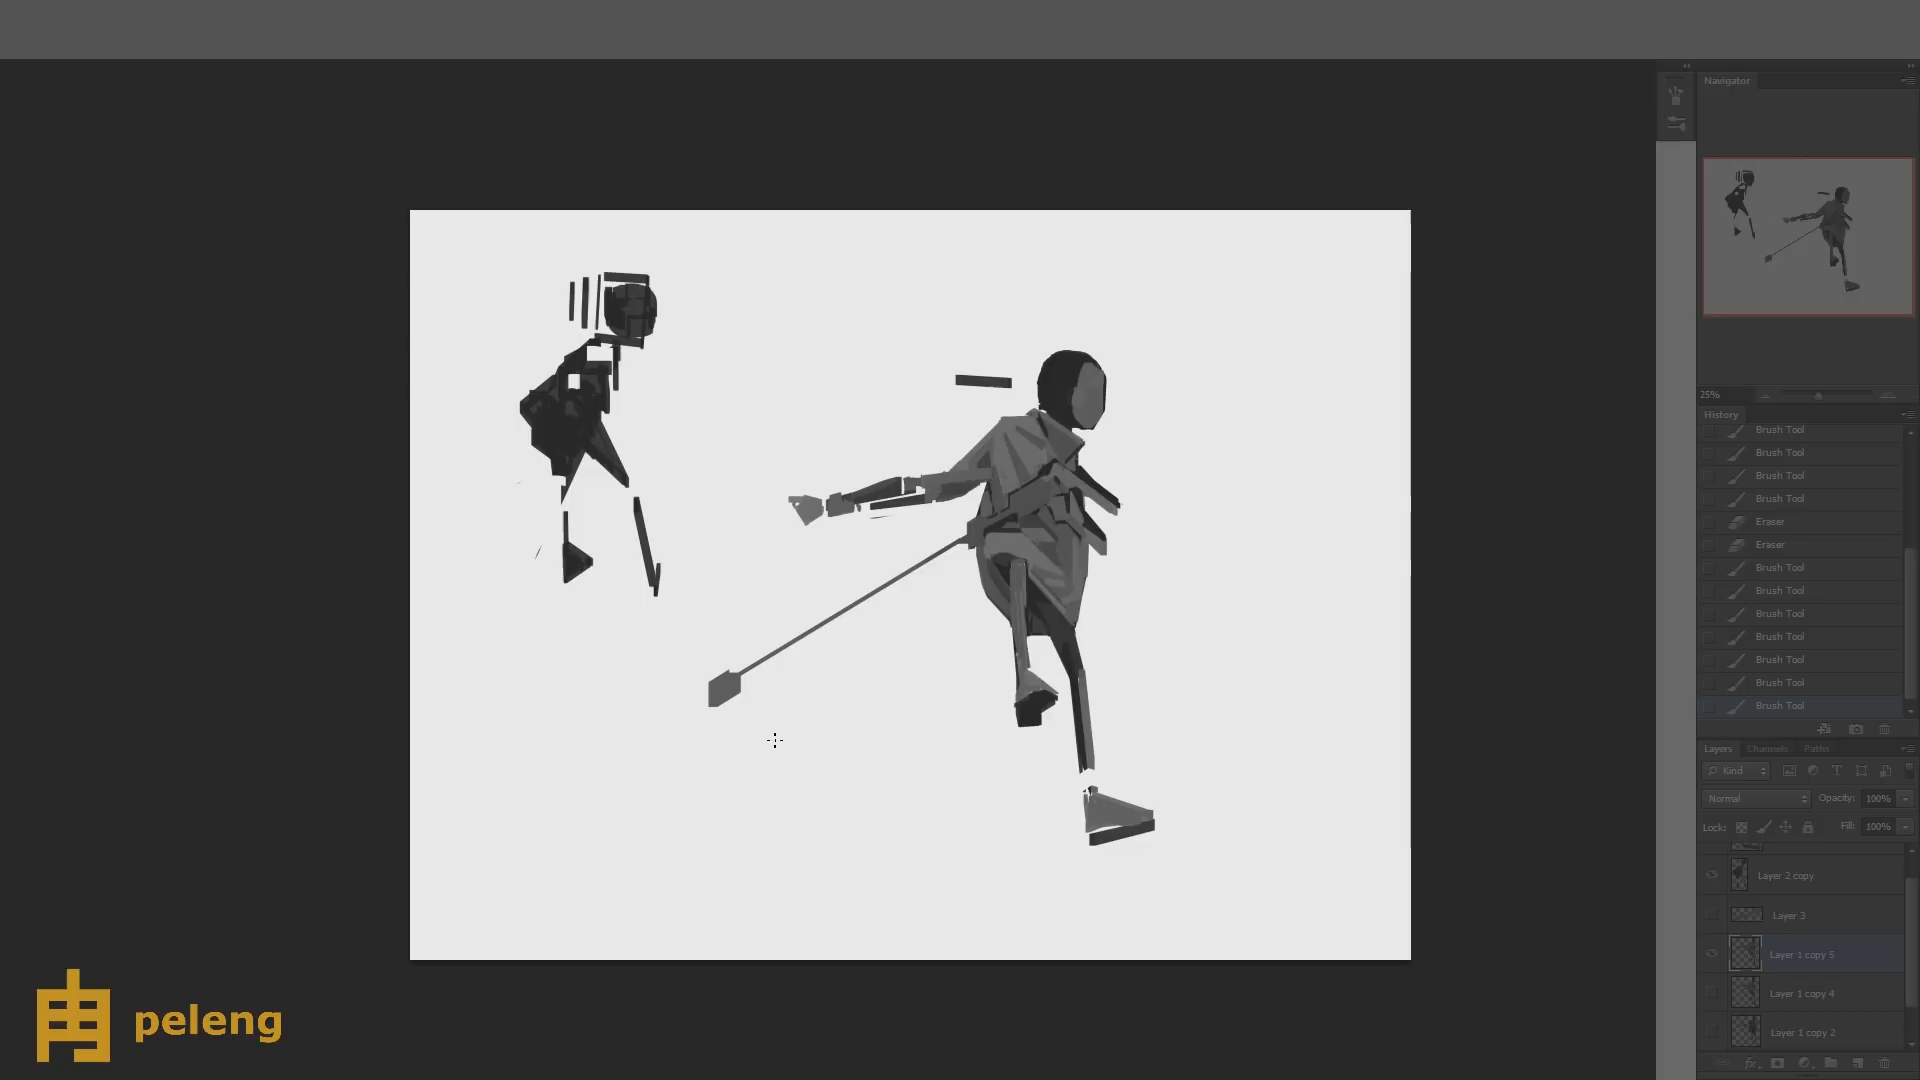 Navigator
25%
History
Brush Tool
Brush Tool
Brush Tool
Brush Tool
Eraser
Eraser
Brush Tool
Brush Tool
Brush Tool
Brush Tool
Brush Tool
Brush Tool
Brush Tool
Layers Channels Paths
Kind
Normal Opacity: 100%
Lock: Fill: 100%
Layer 2 copy
Layer 3
Layer 1 copy 5
Layer 1 copy 4
Layer 1 copy 2
fx
peleng